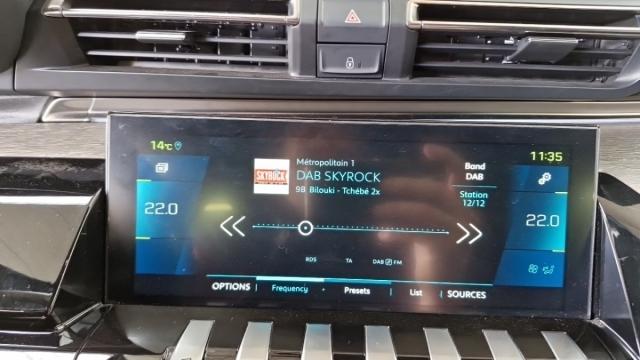 14°C
11:35
Métropolitain 1
SKYROCK
DAB SKYROCK
9B Bilouki - Tchébé 2x
Band
DAB
Station
12/12
22.0
22.0
RDS TA DAB FM
OPTIONS Frequency Presets List SOURCES